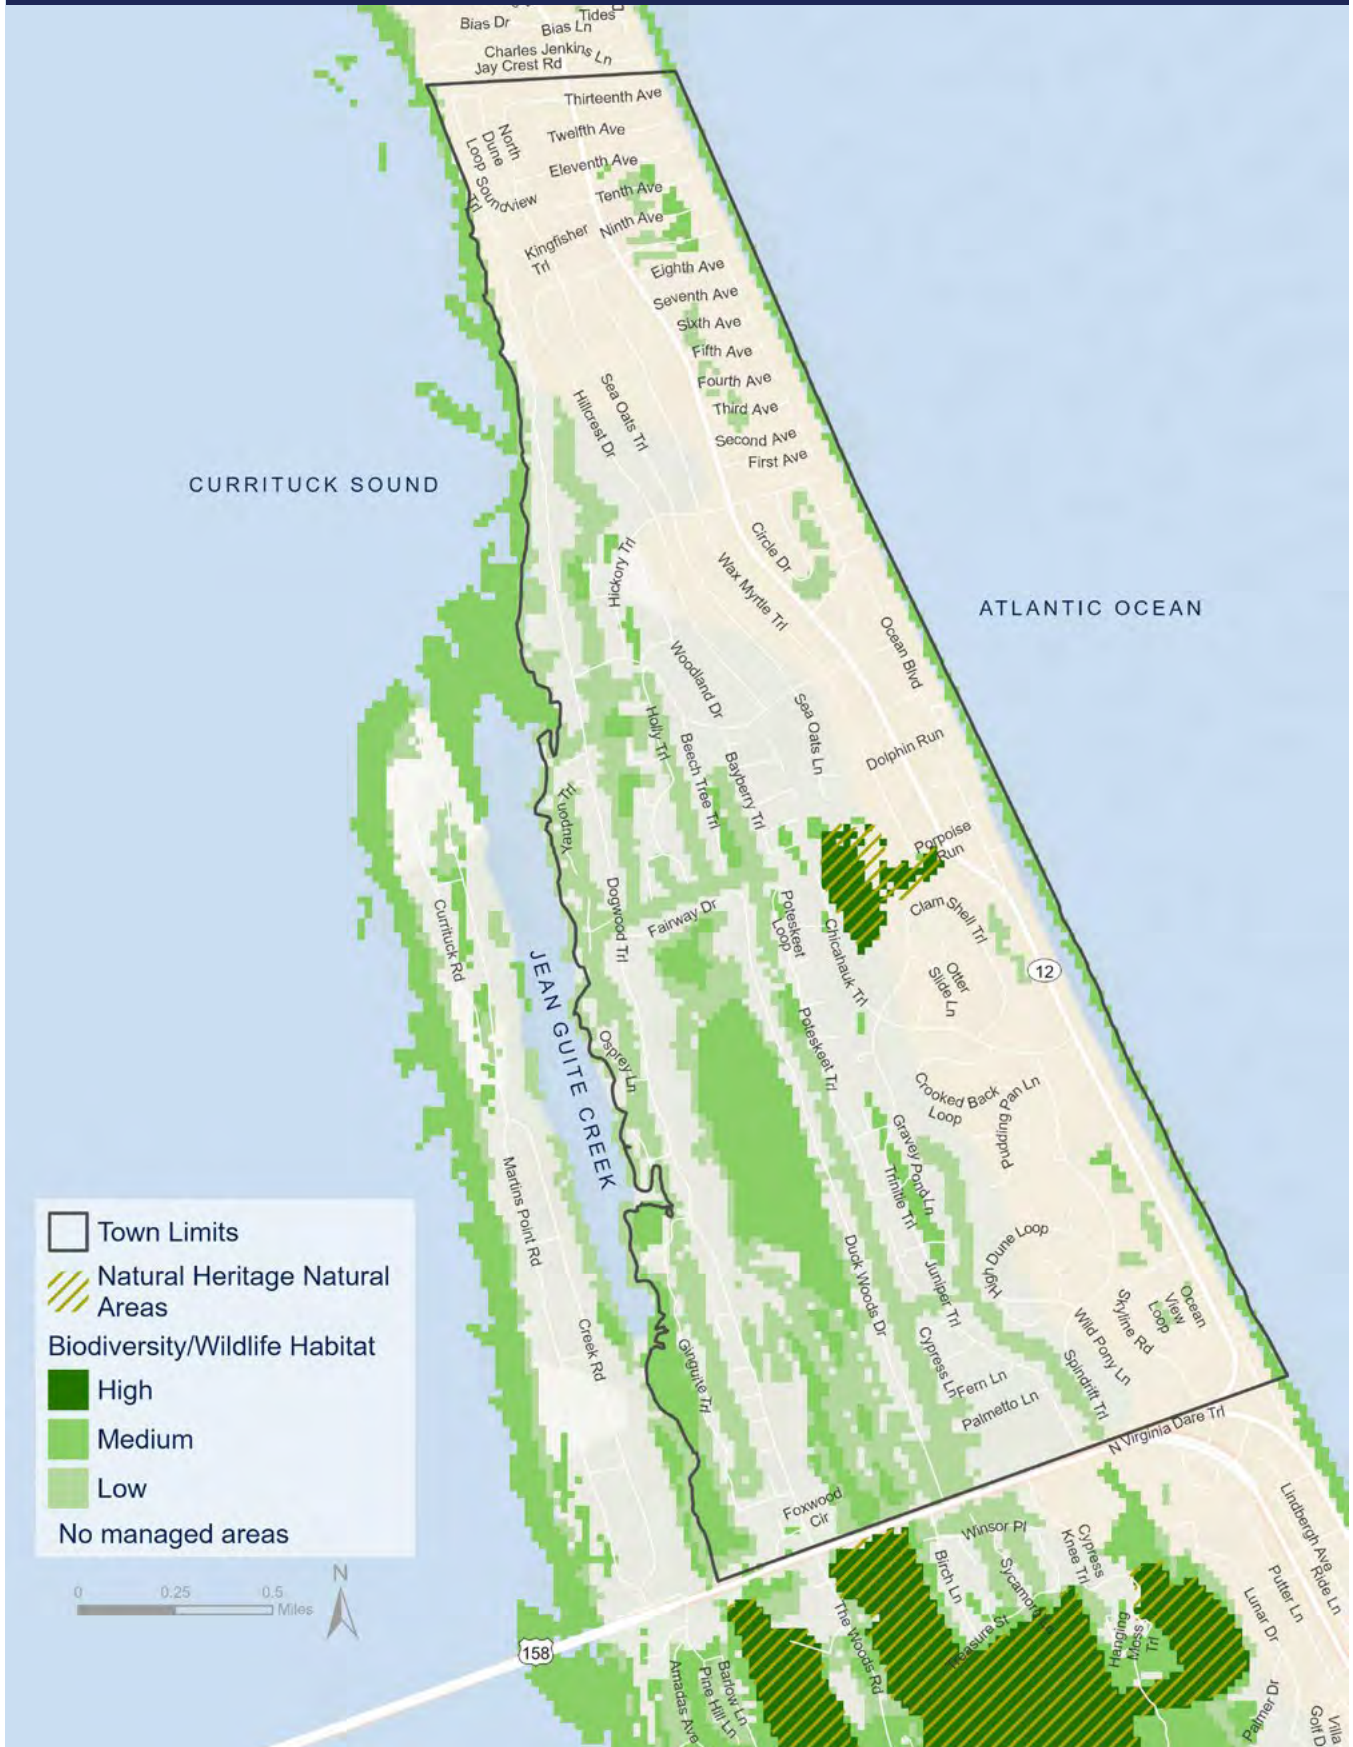 Tides
Bias Dr
Bias Ln
Charles Jenkins Ln
Jay Crest Rd
Thirteenth Ave
Twelfth Ave
North
Dune
Loop
Eleventh Ave
Soundview
Trl
Tenth Ave
Ninth Ave
Kingfisher
Trl
Eighth Ave
Seventh Ave
Sixth Ave
Fifth Ave
Fourth Ave
Third Ave
Second Ave
First Ave
Sea Oats Trl
Hillcrest Dr
CURRITUCK SOUND
ATLANTIC OCEAN
Circle Dr
Hickory Trl
Wax Myrtle Trl
Ocean Blvd
Woodland Dr
Sea Oats Ln
Holly Trl
Beech Tree Trl
Bayberry Trl
Dolphin Run
Yaupon
Trl
Porpoise
Run
Dogwood Trl
Fairway Dr
Poteskeet
Loop
Chicahauk Trl
Clam Shell Trl
Currituck Rd
12
Otter
Slide Ln
JEAN GUITE CREEK
Osprey Ln
Poteskeet Trl
Crooked Back
Loop
Pudding Pan Ln
Gravey Pond Ln
Trinitie Trl
Martins Point Rd
Duck Woods Dr
High Dune Loop
Juniper Trl
Creek Rd
Ginguite Trl
Cypress Ln
Fern Ln
Palmetto Ln
Wild Pony Ln
Skyline Rd
Ocean
View
Loop
Spindrift Trl
N Virginia Dare Trl
Foxwood
Cir
Winsor Pl
Birch Ln
Sycamore Ln
Cypress
Knee Trl
Measure St
Hanging
Moss
Trl
The Woods Rd
Lindbergh Ave
Ride Ln
Putter Ln
Lunar Dr
Palmer Dr
Villa
Golf D
158
Amadas Ave
Pine Hill Ln
Barlow Ln
Town Limits
Natural Heritage Natural
Areas
Biodiversity/Wildlife Habitat
High
Medium
Low
No managed areas
0 0.25 0.5
Miles
N